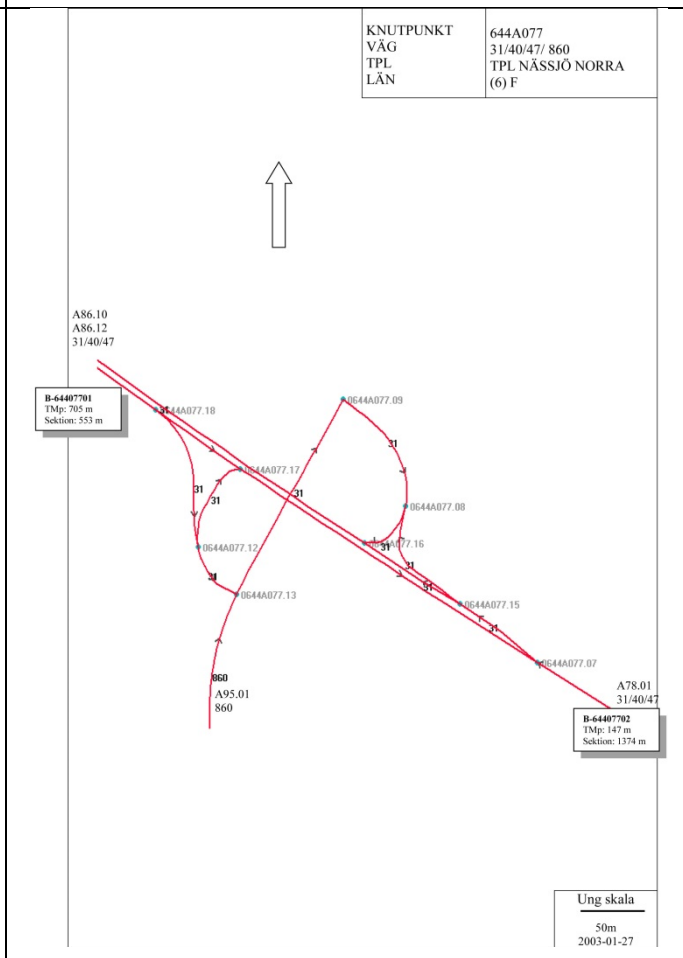 KNUTPUNKT 644A077
VÄG 31/40/47/ 860
TPL TPL NÄSSJÖ NORRA
LÄN (6) F
A86.10
A86.12
31/40/47
B-64407701
TMp: 705 m
Sektion: 553 m
0644A077.09
0644A077.18
31
0644A077.17
31
31
31
0644A077.08
0644A077.12
0644A077.16
31
31
31
31
0644A077.13
0644A077.15
31
0644A077.07
860
A95.01
860
A78.01
31/40/47
B-64407702
TMp: 147 m
Sektion: 1374 m
Ung skala
50m
2003-01-27